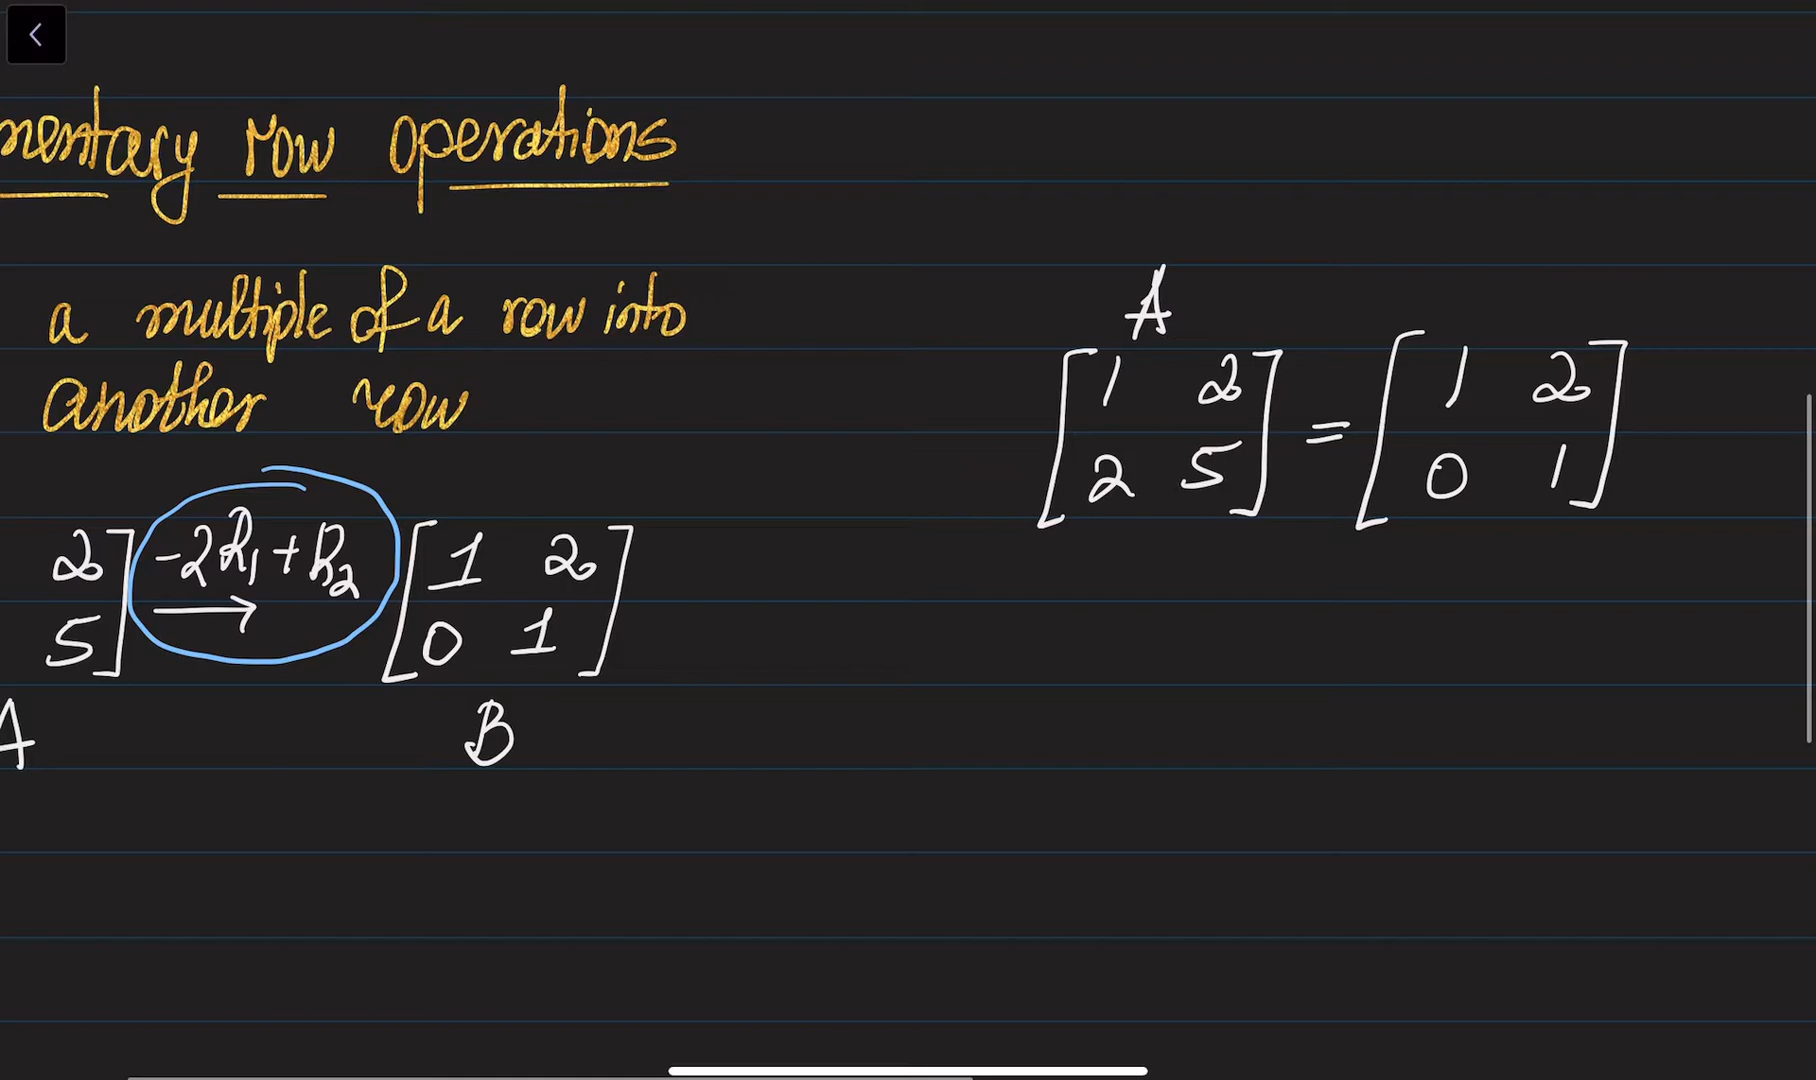 mentary row operations
a multiple of a row into
another row
A
[1 2
2 5] = [1 2
0 1]
2
5] -2R₁+R₂ → [1 2
0 1]
A B